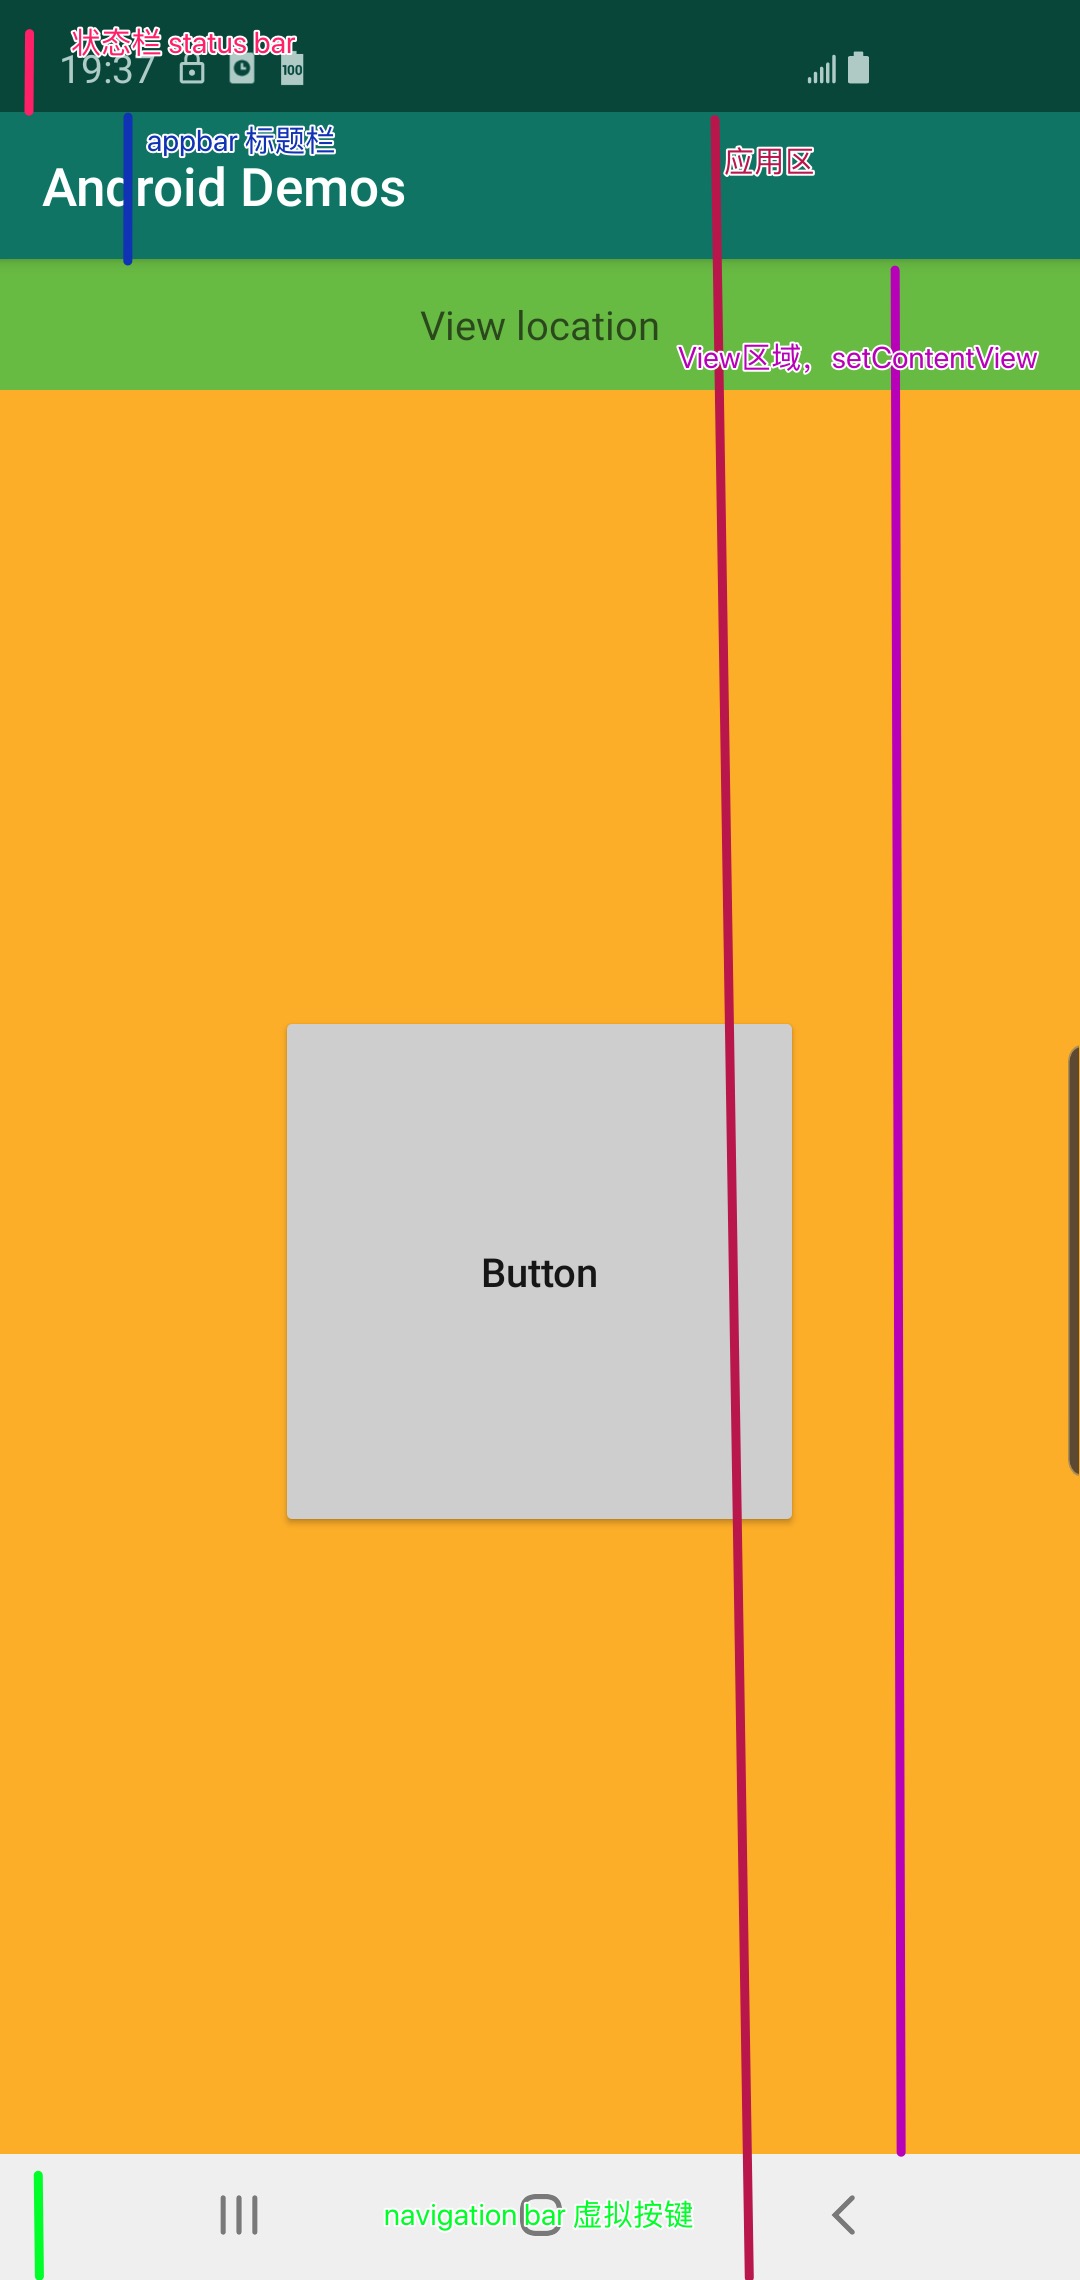 状态栏 status bar
19:37
100
appbar 标题栏
应用区
Android Demos
View location
View区域，setContentView
Button
navigation bar 虚拟按键